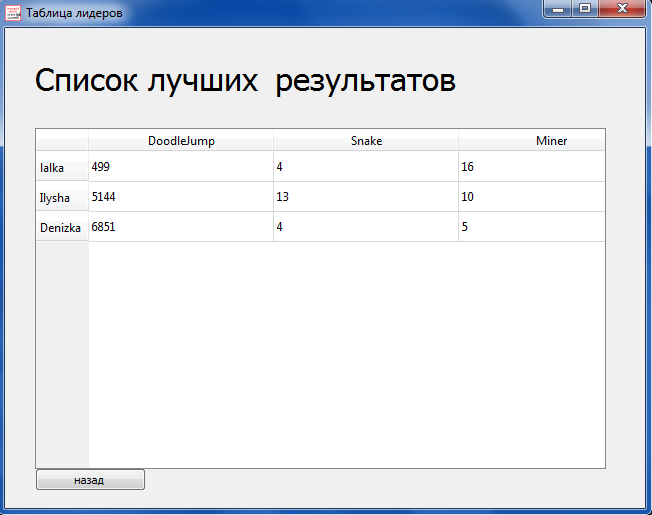 Таблица лидеров
Список лучших результатов
DoodleJump Snake Miner
lalka 499 4 16
Ilysha 5144 13 10
Denizka 6851 4 5
назад